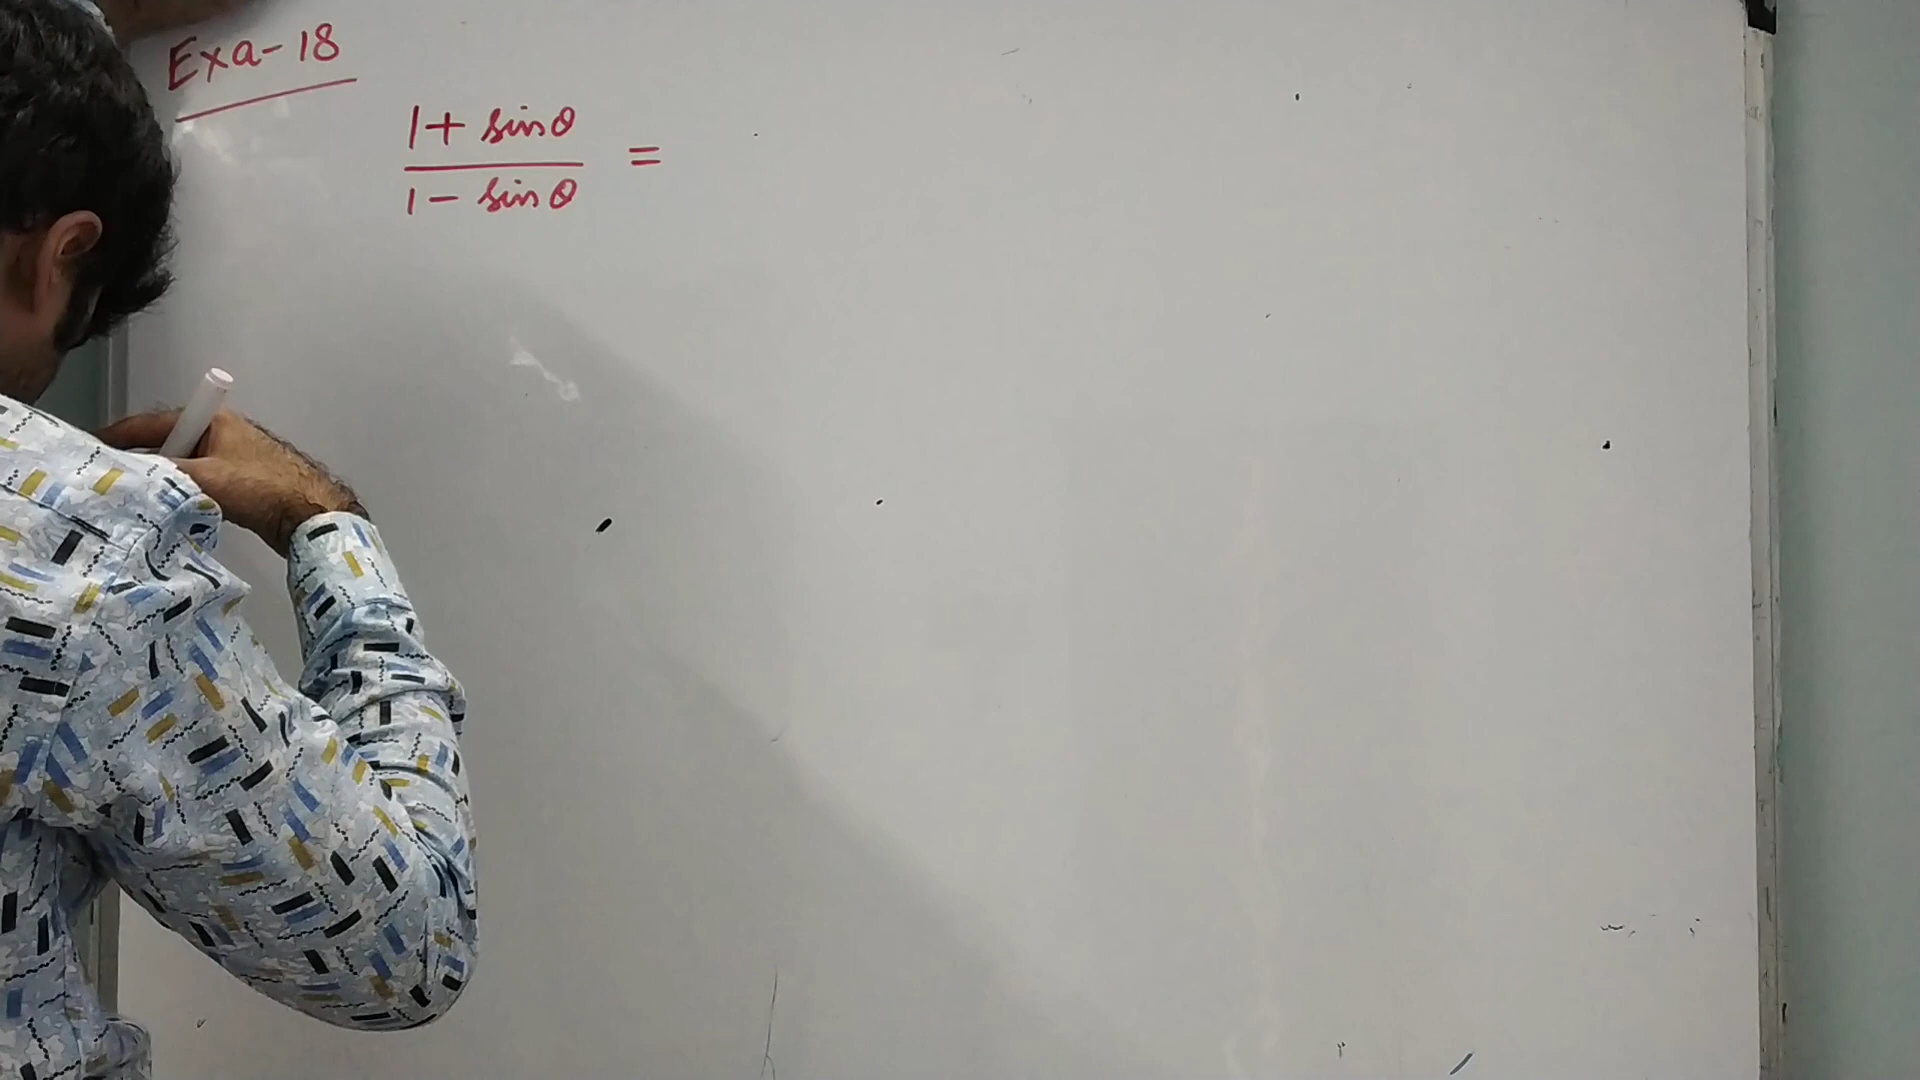 Exa-18
1 + sinθ
1 - sinθ =